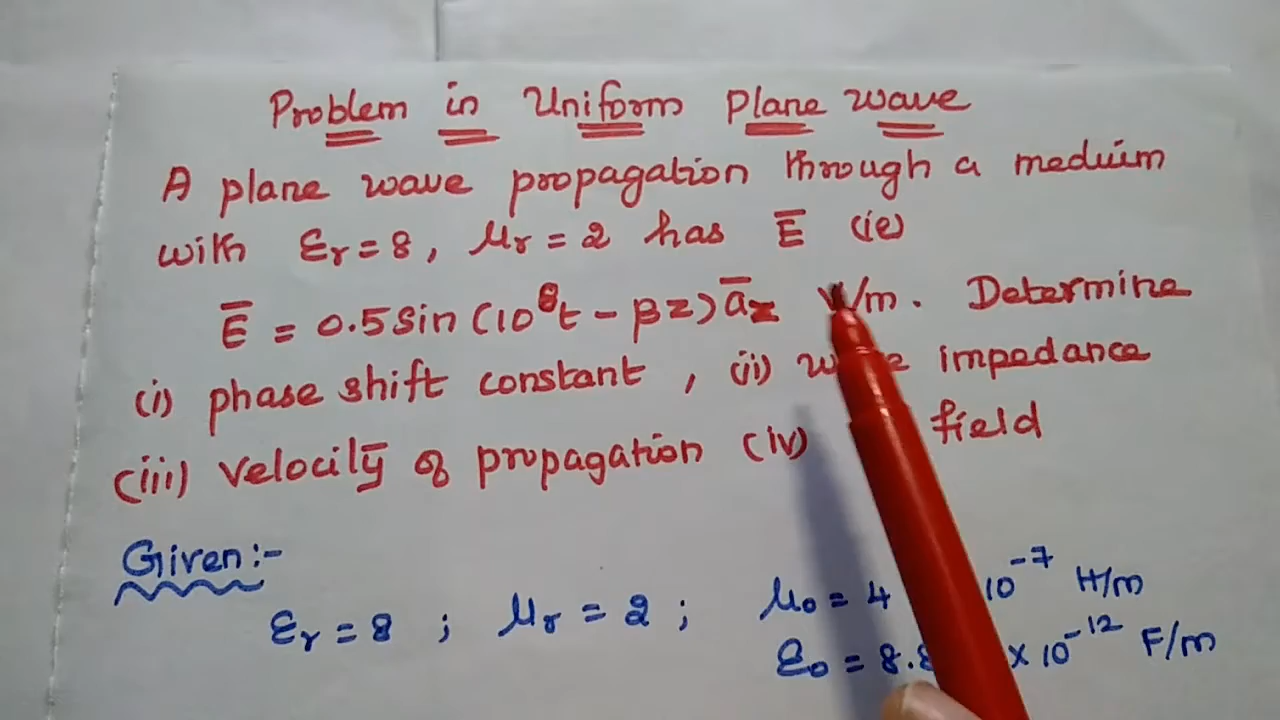 Problem in Uniform Plane wave
A plane wave propagation through a medium
with εr = 8, μr = 2 has E̅ (ie)
E̅ = 0.5 sin (10⁸t - βz) a̅z V/m. Determine
(i) phase shift constant, (ii) impedance
(iii) Velocity of propagation (iv) field
Given:-
εr = 8 ; μr = 2 ; μ₀ = 4 10⁻⁷ H/m
ε₀ = 8.8 × 10⁻¹² F/m